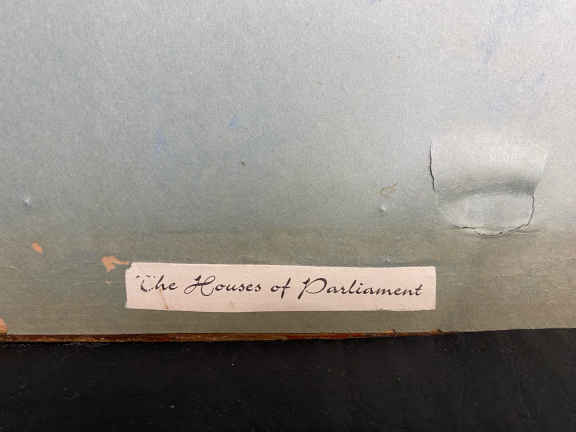 The Houses of Parliament